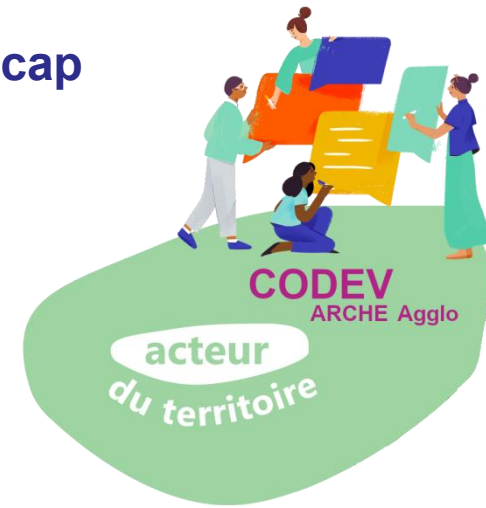 cap
CODEV
ARCHE Agglo
acteur
du territoire